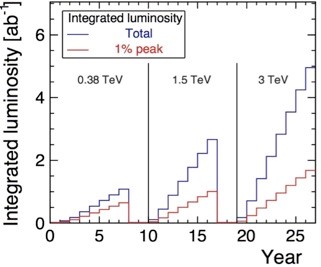 Integrated luminosity [ab⁻¹]
Integrated luminosity
Total
1% peak
0.38 TeV 1.5 TeV 3 TeV
6
4
2
0
0 5 10 15 20 25
Year